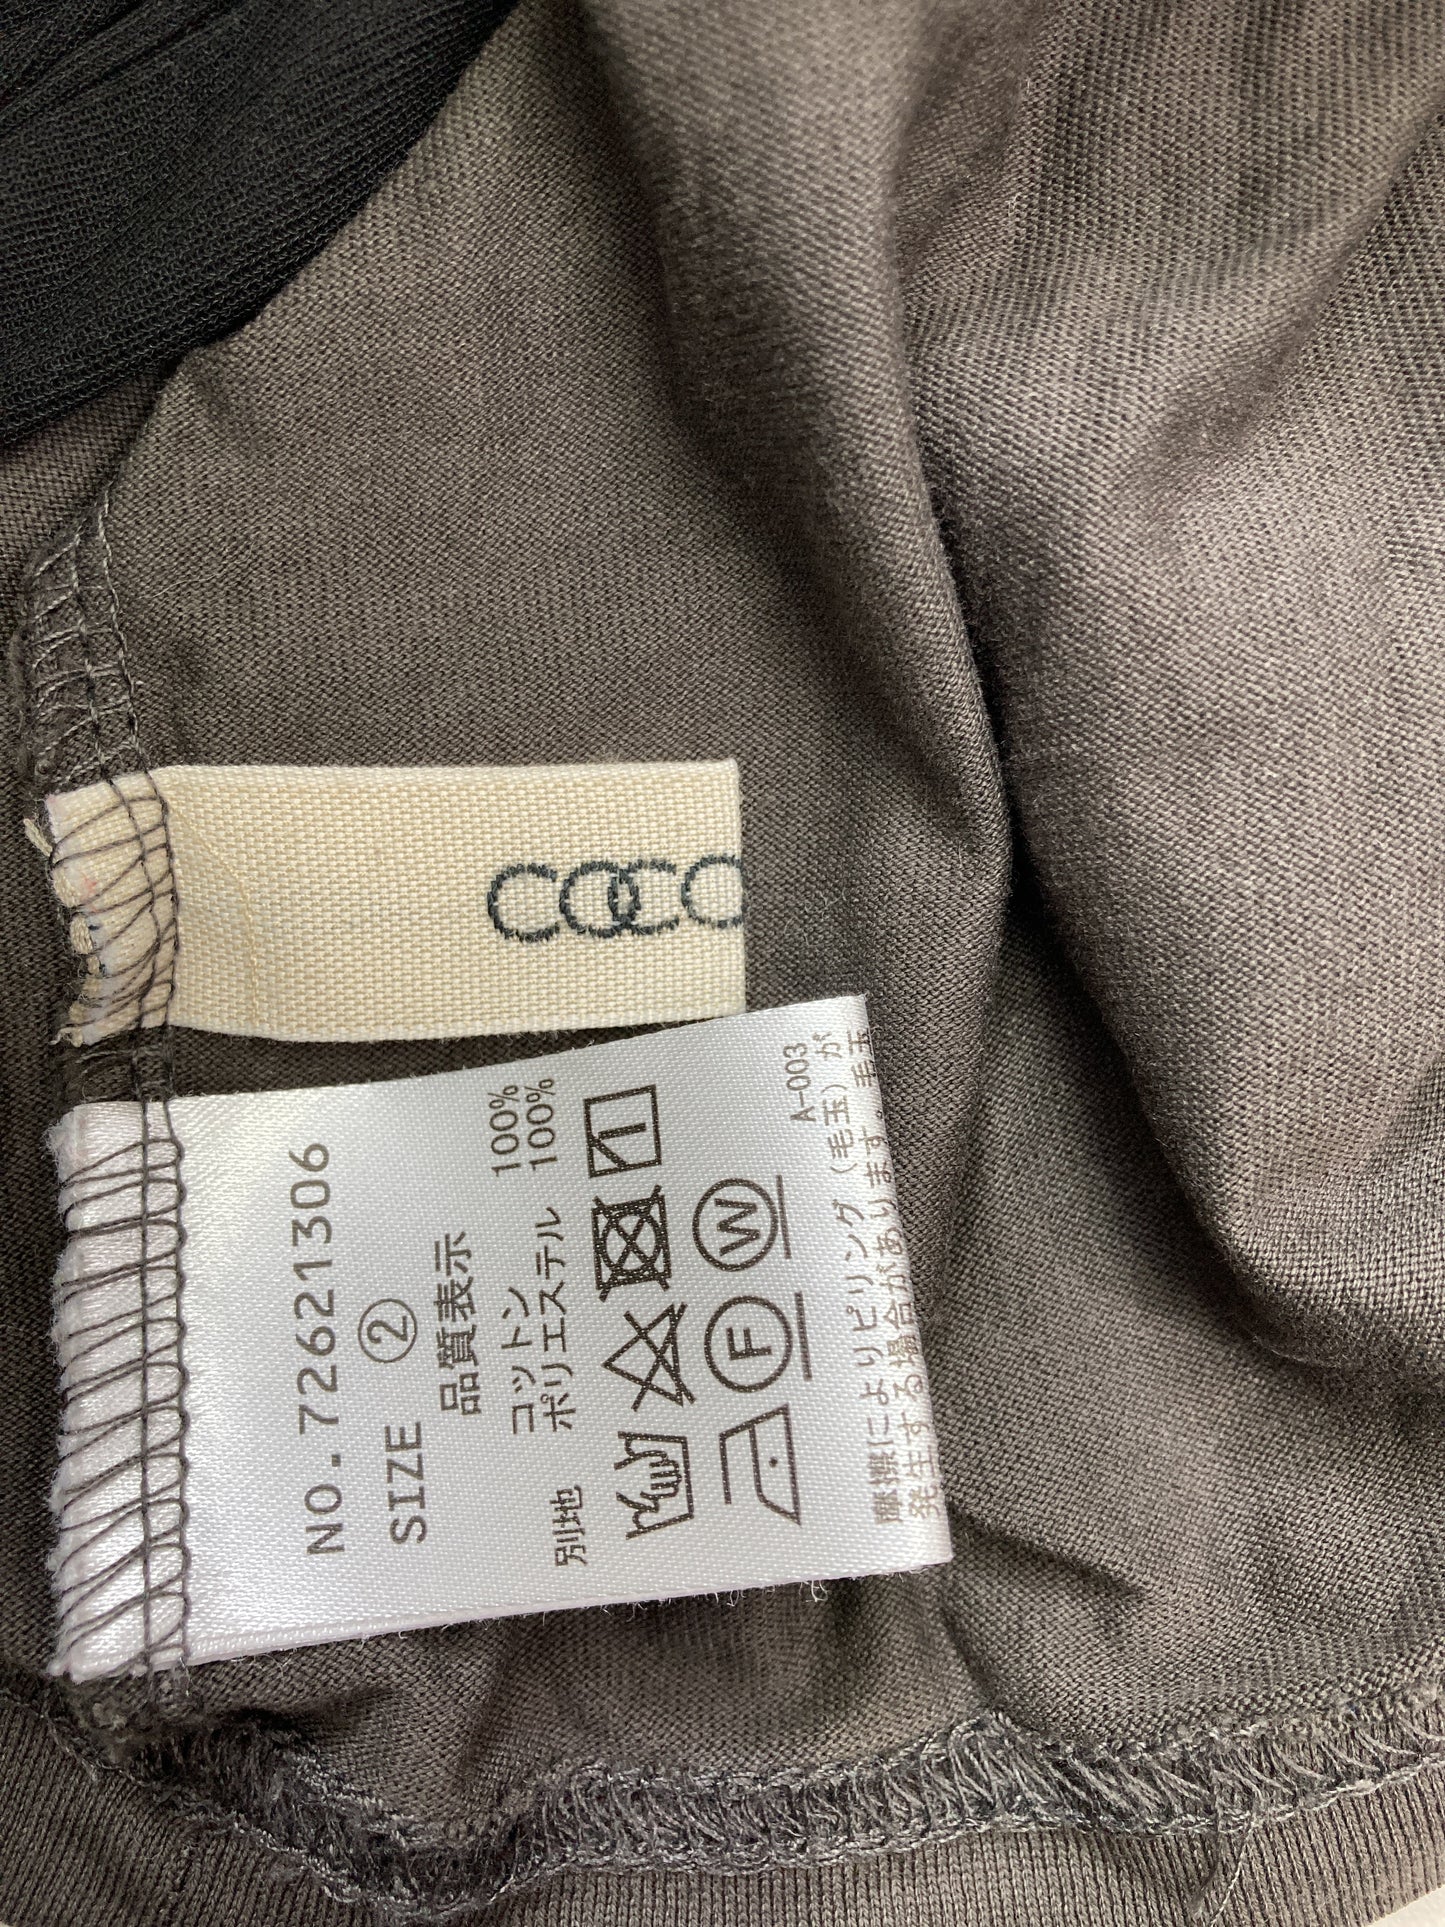 COCO
NO.72621306
SIZE ②
品質表示
コットン 100%
別地 ポリエステル 100%
W
F
A-003
摩擦によりピリング(毛玉)が
発生する場合があります。毛玉